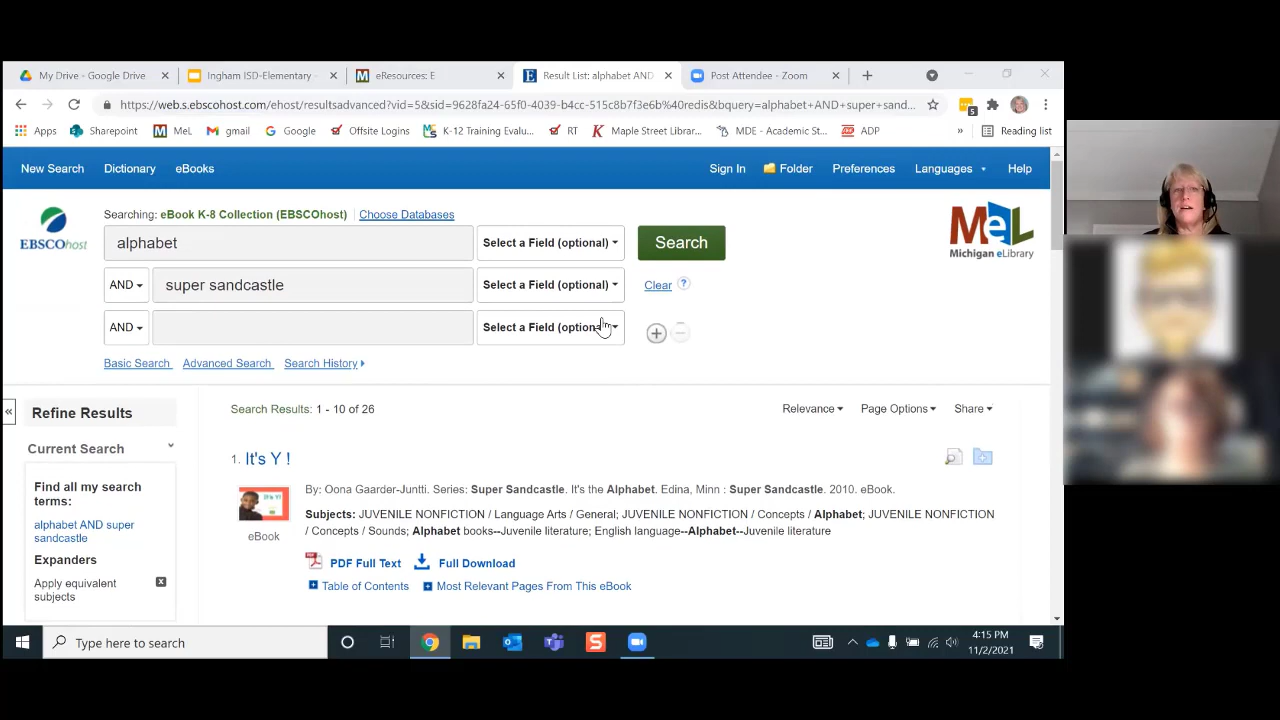 My Drive - Google Drive
Ingham ISD-Elementary -
M eResources: E
E Result List: alphabet AND
Post Attendee - Zoom
https://web.s.ebscohost.com/ehost/resultsadvanced?vid=5&sid=9628fa24-65f0-4039-b4cc-515c8b7f3e6b%40redis&bquery=alphabet+AND+super+sand...
5
Apps Sharepoint M MeL gmail Google Offsite Logins K-12 Training Evalu... RT Maple Street Librar... MDE - Academic St... ADP » Reading list
New Search Dictionary eBooks Sign In Folder Preferences Languages Help
Searching: eBook K-8 Collection (EBSCOhost) Choose Databases
EBSCOhost
alphabet Select a Field (optional) Search
AND super sandcastle Select a Field (optional) Clear ?
AND Select a Field (optional)
Basic Search Advanced Search Search History
MeL
Michigan eLibrary
«
Refine Results
Current Search
Find all my search
terms:
alphabet AND super
sandcastle
Expanders
Apply equivalent
subjects
Search Results: 1 - 10 of 26 Relevance Page Options Share
1. It's Y !
eBook
By: Oona Gaarder-Juntti. Series: Super Sandcastle. It's the Alphabet. Edina, Minn : Super Sandcastle. 2010. eBook.
Subjects: JUVENILE NONFICTION / Language Arts / General; JUVENILE NONFICTION / Concepts / Alphabet; JUVENILE NONFICTION
/ Concepts / Sounds; Alphabet books--Juvenile literature; English language--Alphabet--Juvenile literature
PDF Full Text Full Download
Table of Contents Most Relevant Pages From This eBook
Type here to search
4:15 PM
11/2/2021